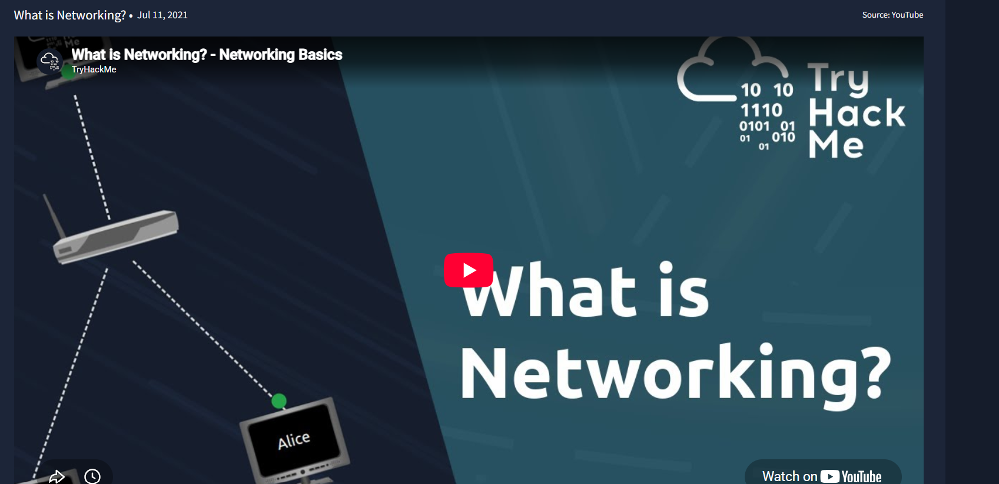 What is Networking? • Jul 11, 2021
Source: YouTube
Me
What is Networking? - Networking Basics
TryHackMe
10 10
1110
0101 01
01 010
01
Try
Hack
Me
What is
Networking?
Alice
Watch on YouTube